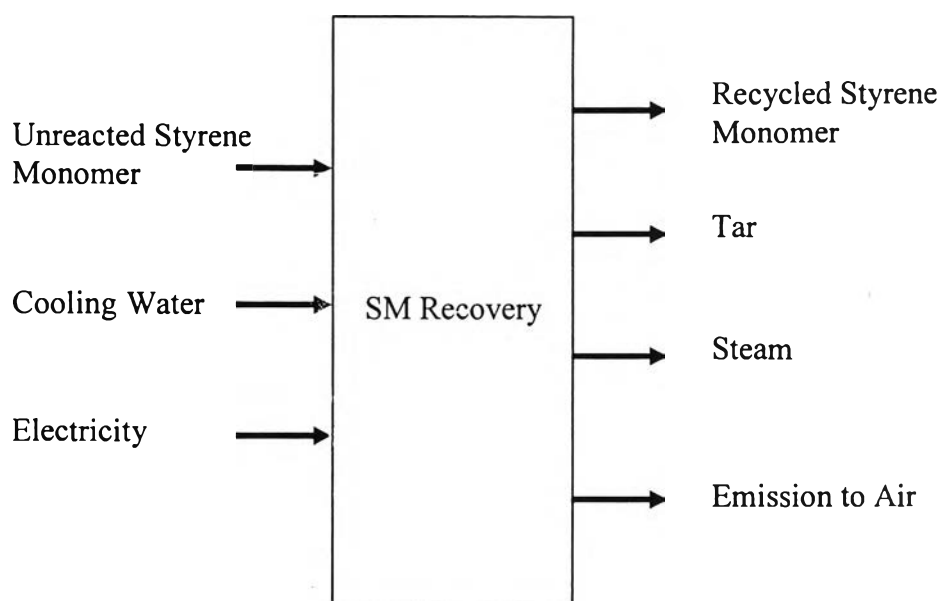 Unreacted Styrene
Monomer
Cooling Water
Electricity
SM Recovery
Recycled Styrene
Monomer
Tar
Steam
Emission to Air